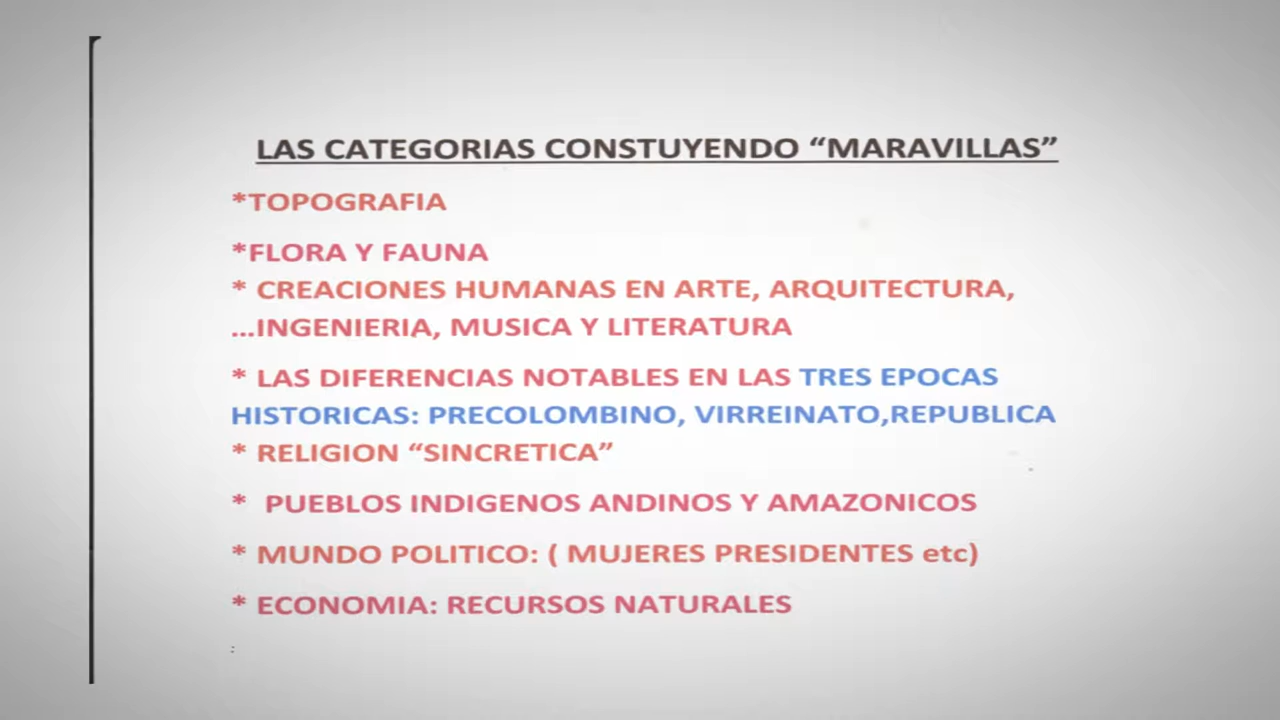 LAS CATEGORIAS CONSTUYENDO “MARAVILLAS”
*TOPOGRAFIA
*FLORA Y FAUNA
* CREACIONES HUMANAS EN ARTE, ARQUITECTURA,
...INGENIERIA, MUSICA Y LITERATURA
* LAS DIFERENCIAS NOTABLES EN LAS TRES EPOCAS
HISTORICAS: PRECOLOMBINO, VIRREINATO,REPUBLICA
* RELIGION “SINCRETICA”
* PUEBLOS INDIGENOS ANDINOS Y AMAZONICOS
* MUNDO POLITICO: ( MUJERES PRESIDENTES etc)
* ECONOMIA: RECURSOS NATURALES
: